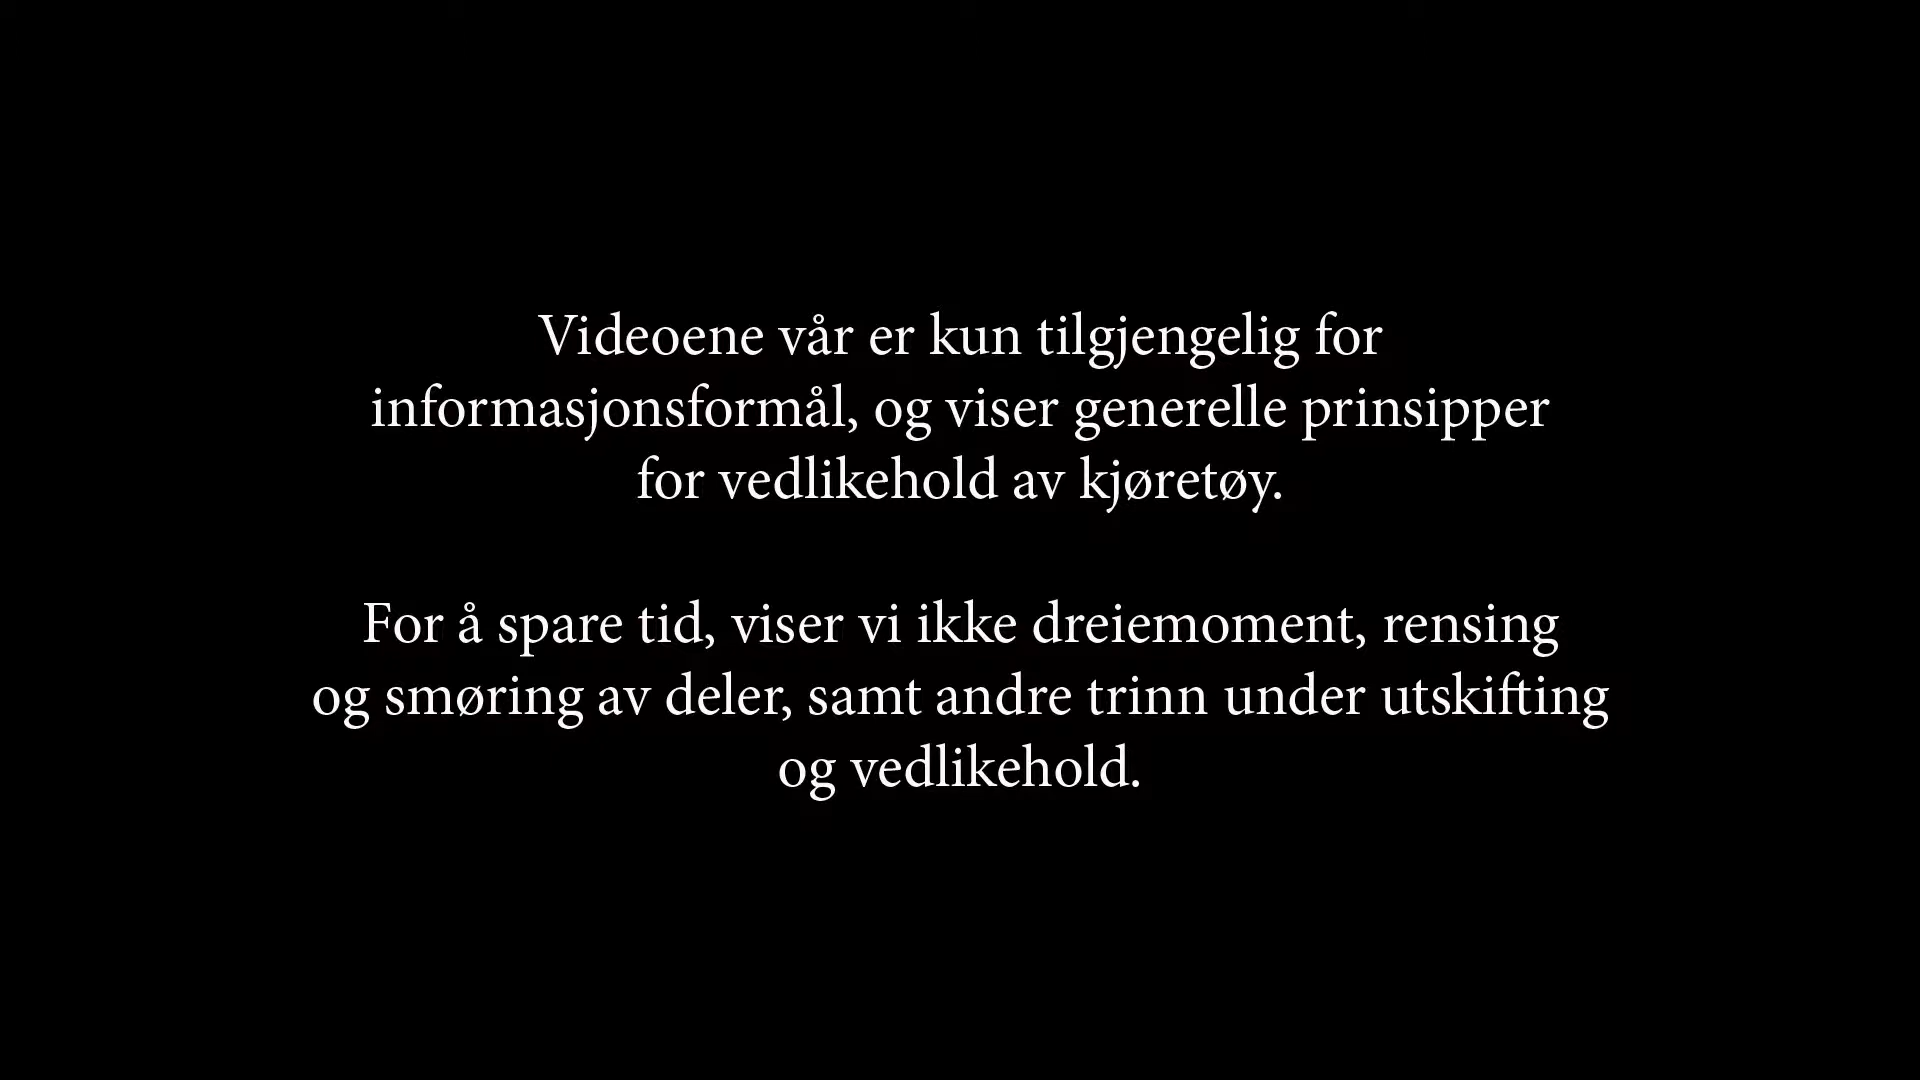 Videoene vår er kun tilgjengelig for
informasjonsformål, og viser generelle prinsipper
for vedlikehold av kjøretøy.
For å spare tid, viser vi ikke dreiemoment, rensing
og smøring av deler, samt andre trinn under utskifting
og vedlikehold.